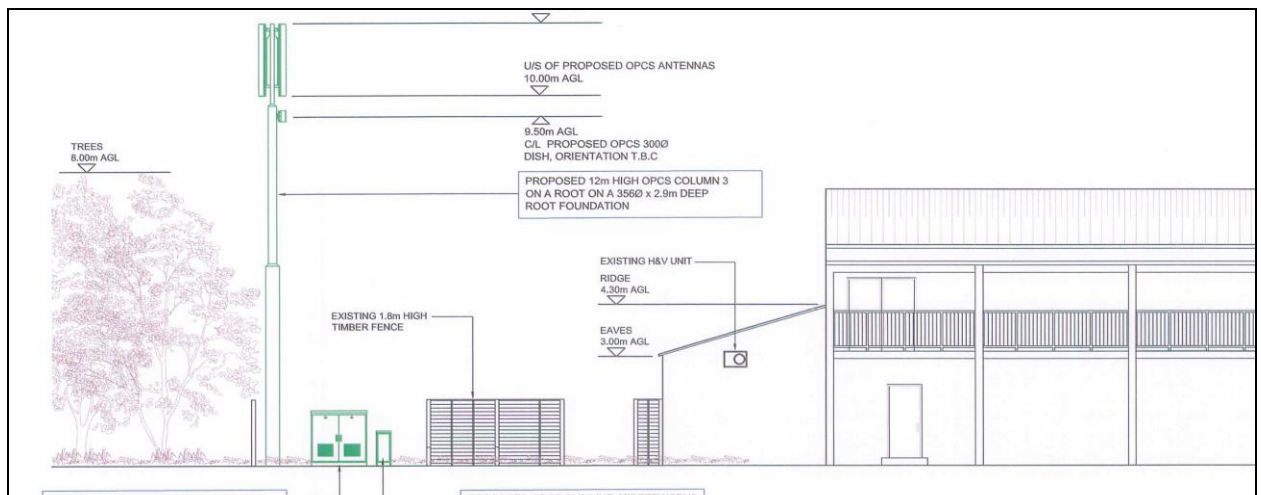 U/S OF PROPOSED OPCS ANTENNAS
10.00m AGL
9.50m AGL
C/L PROPOSED OPCS 300Ø
DISH, ORIENTATION T.B.C
TREES
8.00m AGL
PROPOSED 12m HIGH OPCS COLUMN 3
ON A ROOT ON A 356Ø x 2.9m DEEP
ROOT FOUNDATION
EXISTING H&V UNIT
RIDGE
4.30m AGL
EXISTING 1.8m HIGH
TIMBER FENCE
EAVES
3.00m AGL